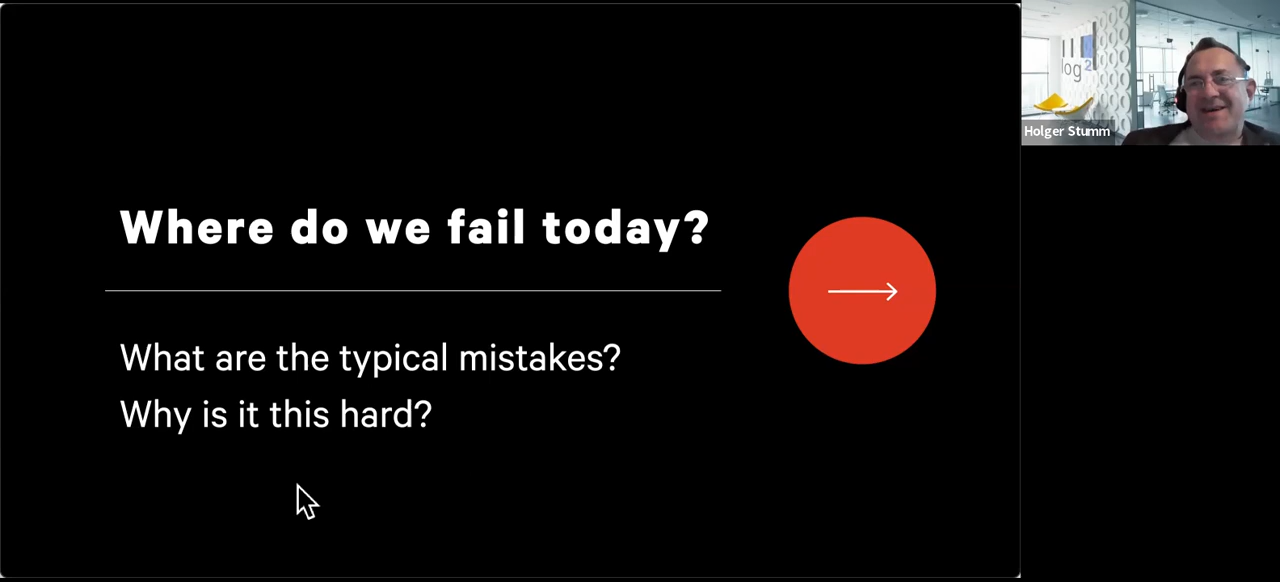 Where do we fail today?
What are the typical mistakes?
Why is it this hard?
log2
Holger Stumm